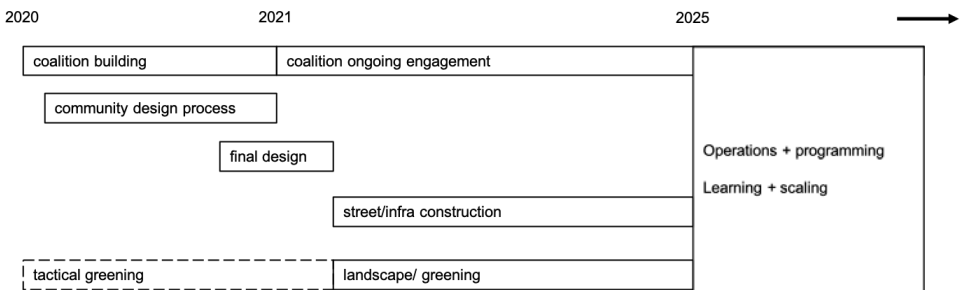 2020 2021 2025
coalition building coalition ongoing engagement
community design process
final design
Operations + programming
Learning + scaling
street/infra construction
tactical greening landscape/ greening